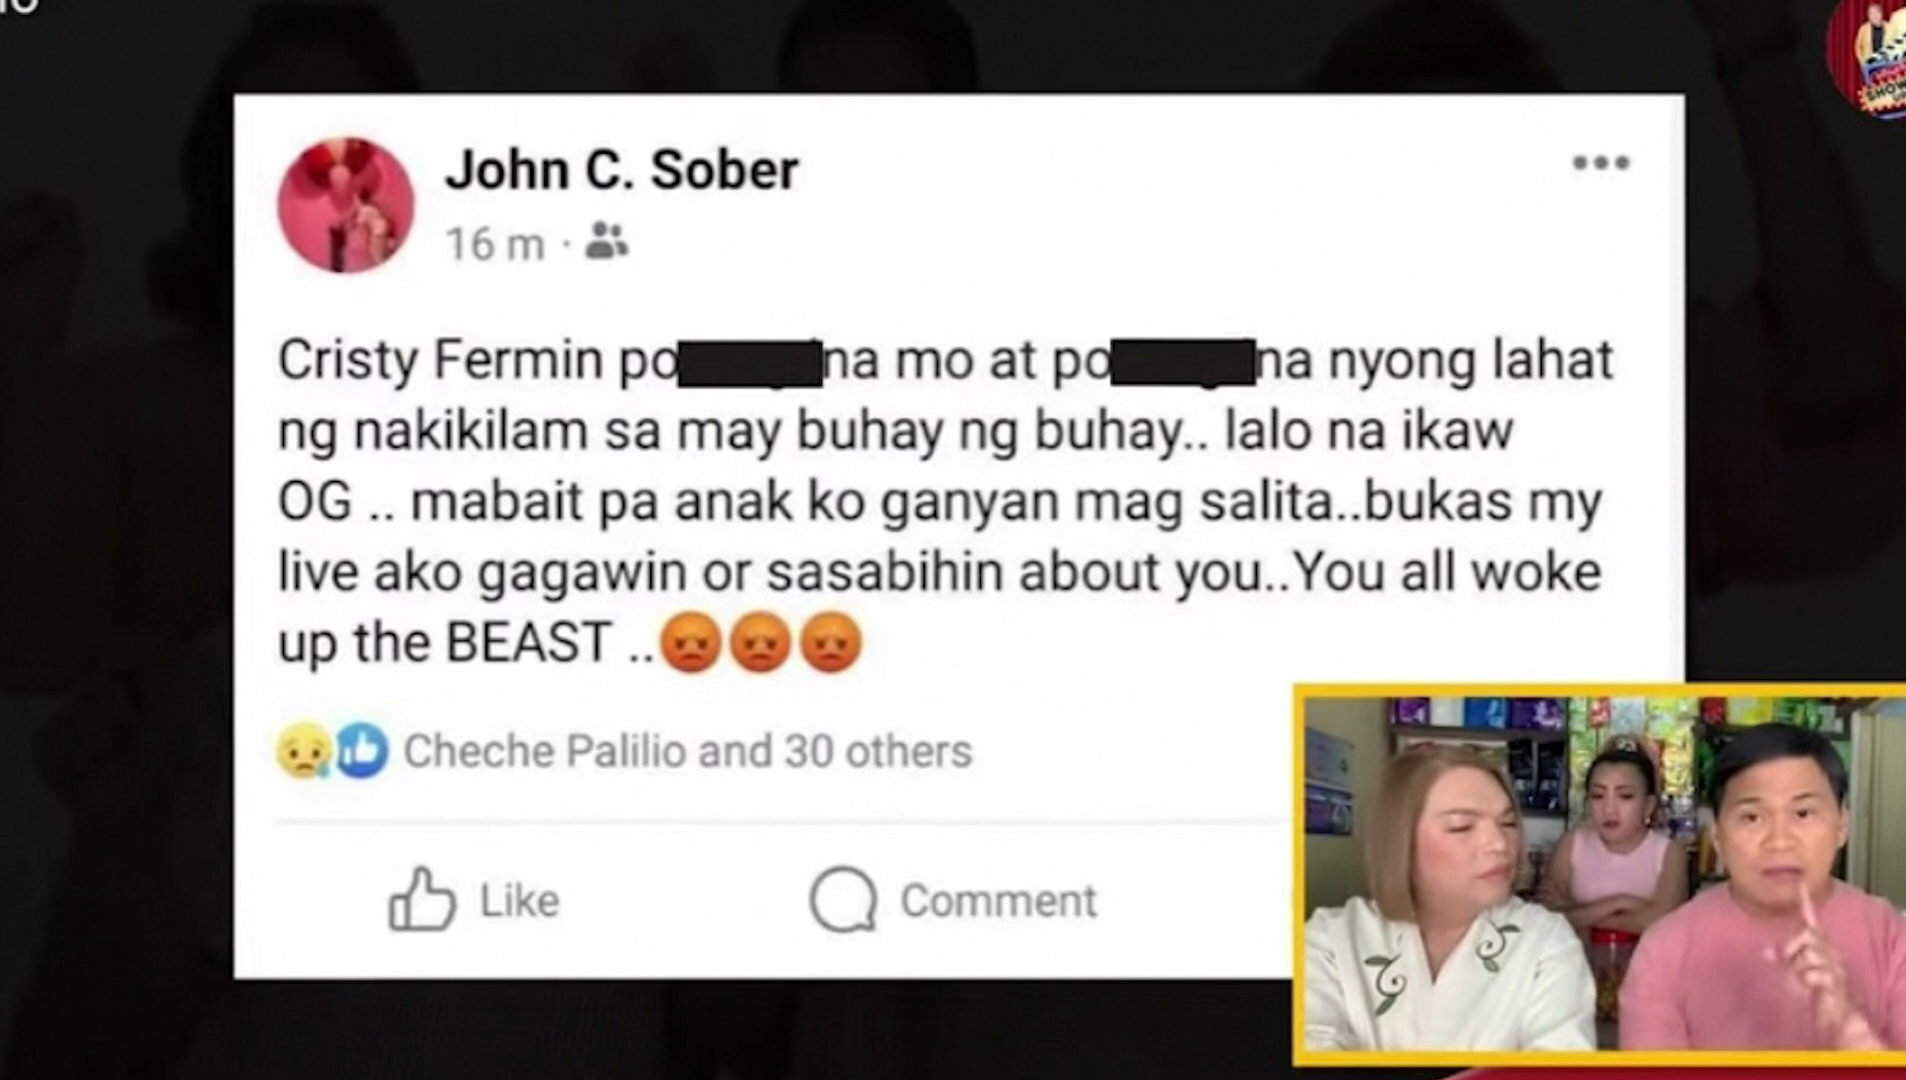 John C. Sober
16 m ·
Cristy Fermin po na mo at po na nyong lahat
ng nakikilam sa may buhay ng buhay.. lalo na ikaw
OG .. mabait pa anak ko ganyan mag salita..bukas my
live ako gagawin or sasabihin about you..You all woke
up the BEAST ..😡😡😡
Cheche Palilio and 30 others
Like
Comment